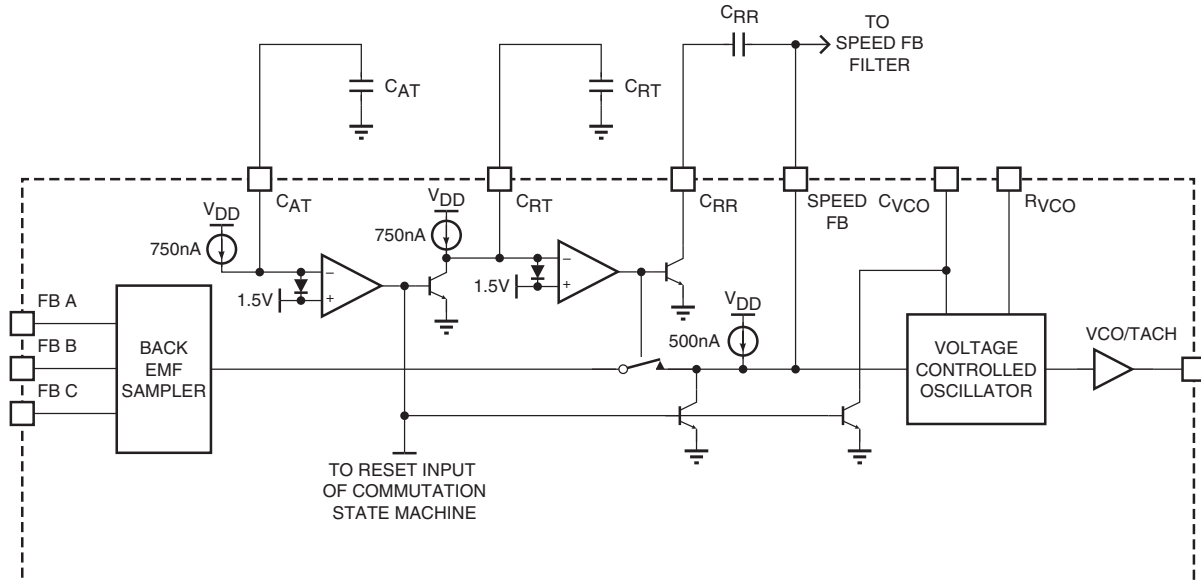 CRR
TO
SPEED FB
FILTER
CAT
CRT
CAT
CRT
CRR
SPEED
FB
CVCO
RVCO
VDD
750nA
VDD
750nA
−
+
1.5V
−
+
1.5V
VDD
500nA
FB A
FB B
FB C
BACK
EMF
SAMPLER
VOLTAGE
CONTROLLED
OSCILLATOR
VCO/TACH
TO RESET INPUT
OF COMMUTATION
STATE MACHINE